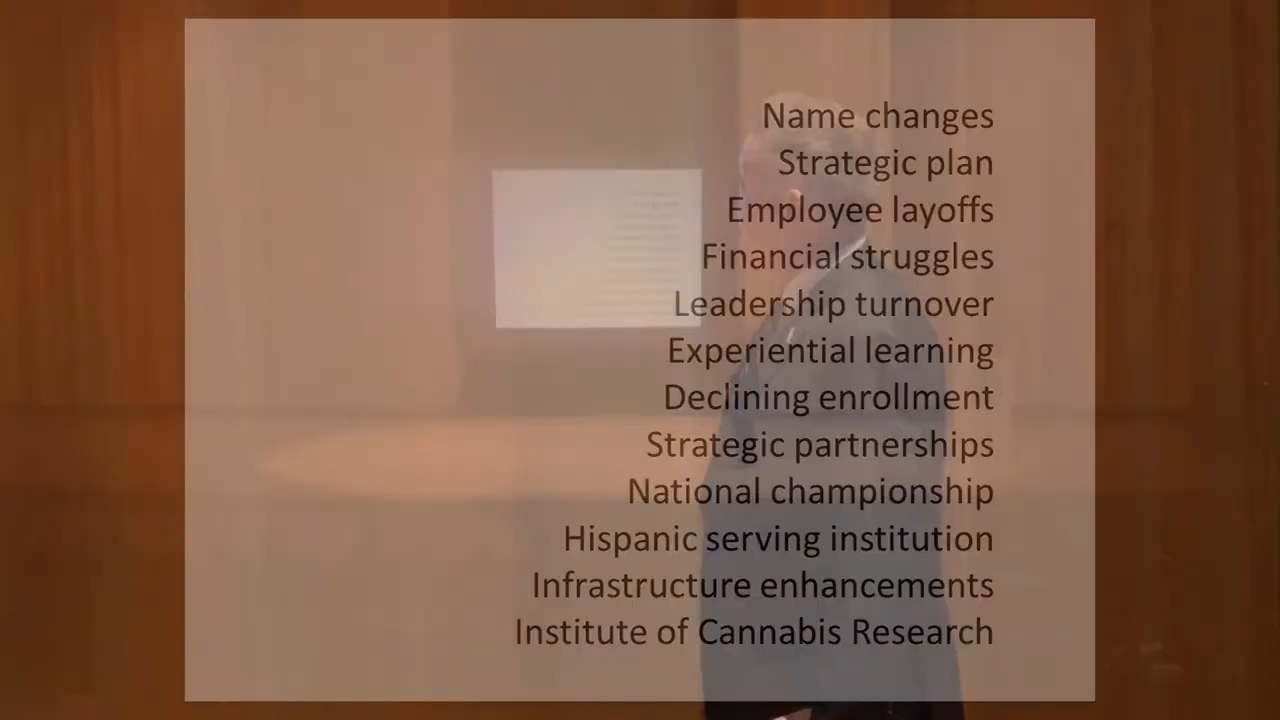 Name changes
Strategic plan
Employee layoffs
Financial struggles
Leadership turnover
Experiential learning
Declining enrollment
Strategic partnerships
National championship
Hispanic serving institution
Infrastructure enhancements
Institute of Cannabis Research